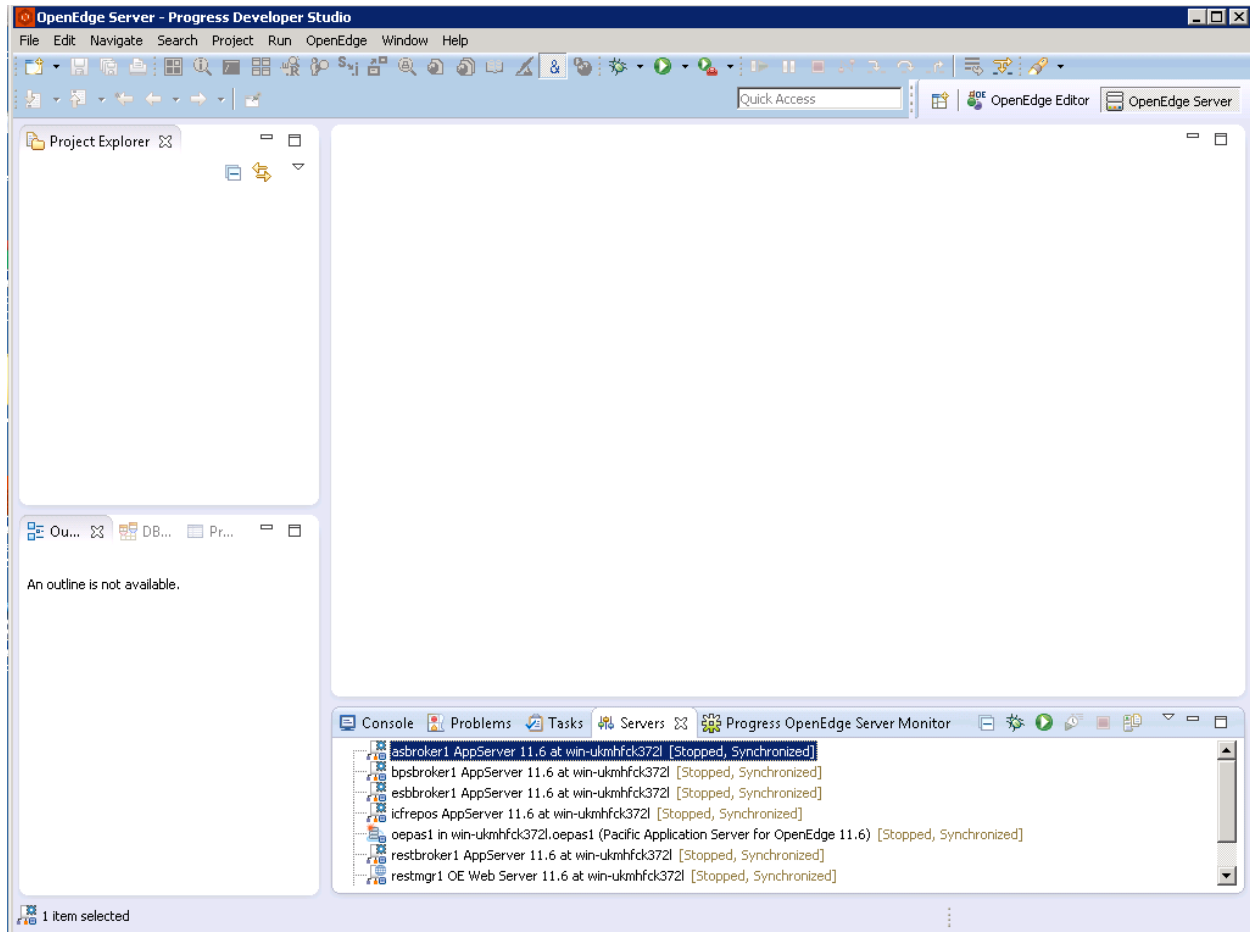 OpenEdge Server - Progress Developer Studio
File Edit Navigate Search Project Run OpenEdge Window Help
Quick Access
OpenEdge Editor
OpenEdge Server
Project Explorer
Ou... DB... Pr...
An outline is not available.
Console Problems Tasks Servers Progress OpenEdge Server Monitor
asbroker1 AppServer 11.6 at win-ukmhfck372l [Stopped, Synchronized]
bpsbroker1 AppServer 11.6 at win-ukmhfck372l [Stopped, Synchronized]
esbbroker1 AppServer 11.6 at win-ukmhfck372l [Stopped, Synchronized]
icfrepos AppServer 11.6 at win-ukmhfck372l [Stopped, Synchronized]
oepas1 in win-ukmhfck372l.oepas1 (Pacific Application Server for OpenEdge 11.6) [Stopped, Synchronized]
restbroker1 AppServer 11.6 at win-ukmhfck372l [Stopped, Synchronized]
restmgr1 OE Web Server 11.6 at win-ukmhfck372l [Stopped, Synchronized]
1 item selected